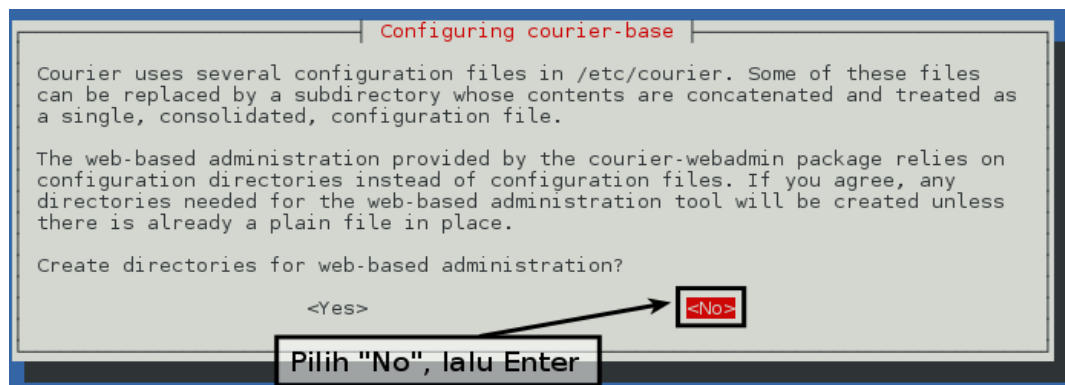 Configuring courier-base
Courier uses several configuration files in /etc/courier. Some of these files
can be replaced by a subdirectory whose contents are concatenated and treated as
a single, consolidated, configuration file.
The web-based administration provided by the courier-webadmin package relies on
configuration directories instead of configuration files. If you agree, any
directories needed for the web-based administration tool will be created unless
there is already a plain file in place.
Create directories for web-based administration?
<Yes> <No>
Pilih "No", lalu Enter